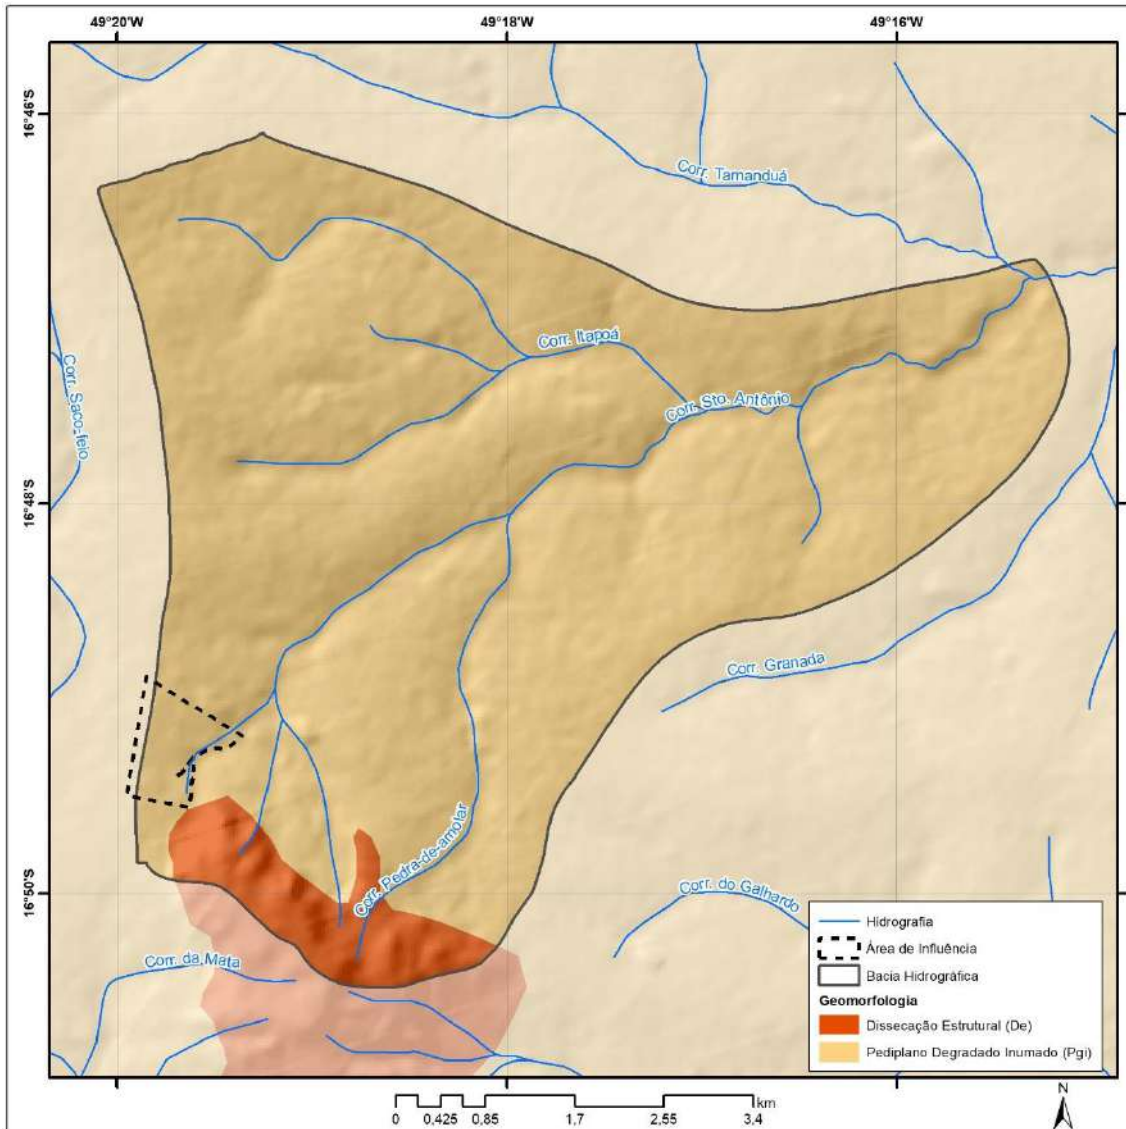 49°20'W
49°18'W
49°16'W
16°46'S
Corr. Tamanduá
Corr. Itapoá
Corr. Saco-feio
Corr. Sto. Antônio
16°48'S
Corr. Granada
Corr. Pedra-de-amolar
16°50'S
Corr. do Galhardo
Corr. da Mata
Hidrografia
Área de Influência
Bacia Hidrográfica
Geomorfologia
Dissecação Estrutural (De)
Pediplano Degradado Inumado (Pgi)
km
0 0,425 0,85 1,7 2,55 3,4
N